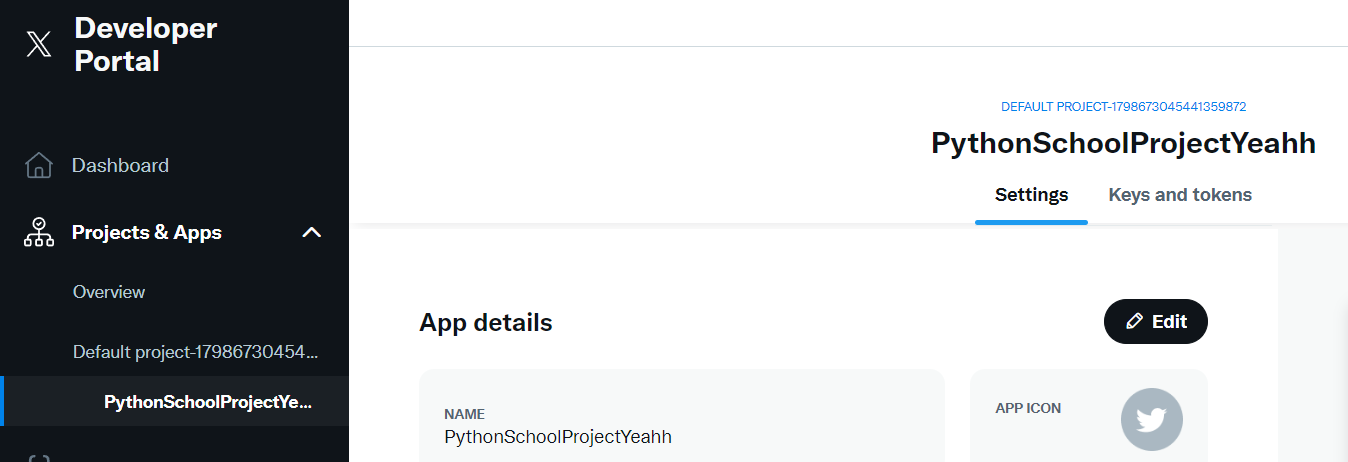 Developer
Portal
Dashboard
Projects & Apps
Overview
Default project-17986730454...
PythonSchoolProjectYe...
DEFAULT PROJECT-1798673045441359872
PythonSchoolProjectYeahh
Settings
Keys and tokens
App details
Edit
NAME
PythonSchoolProjectYeahh
APP ICON